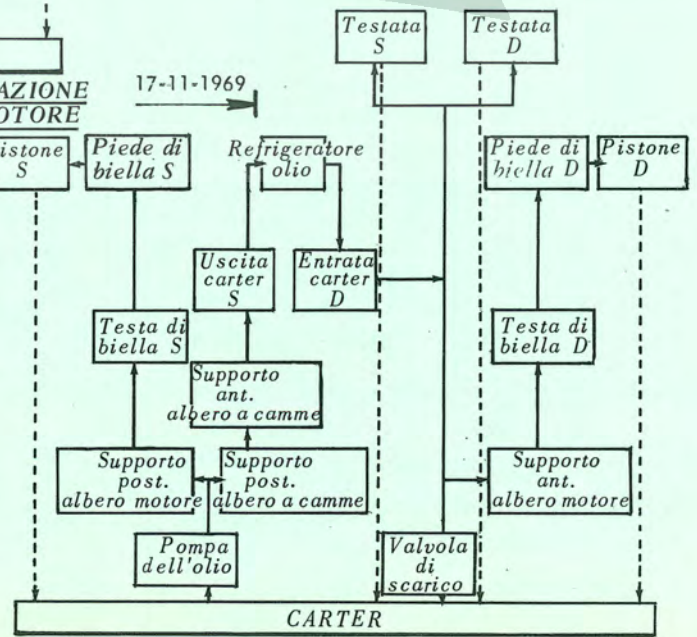 Testata
S
Testata
D
AZIONE
OTORE
17-11-1969
istone
S
Piede di
biella S
Refrigeratore
olio
Piede di
biella D
Pistone
D
Uscita
carter
S
Entrata
carter
D
Testa di
biella S
Testa di
biella D
Supporto
ant.
albero a camme
Supporto
post.
albero motore
Supporto
post.
albero a camme
Supporto
ant.
albero motore
Pompa
dell'olio
Valvola
di
scarico
CARTER